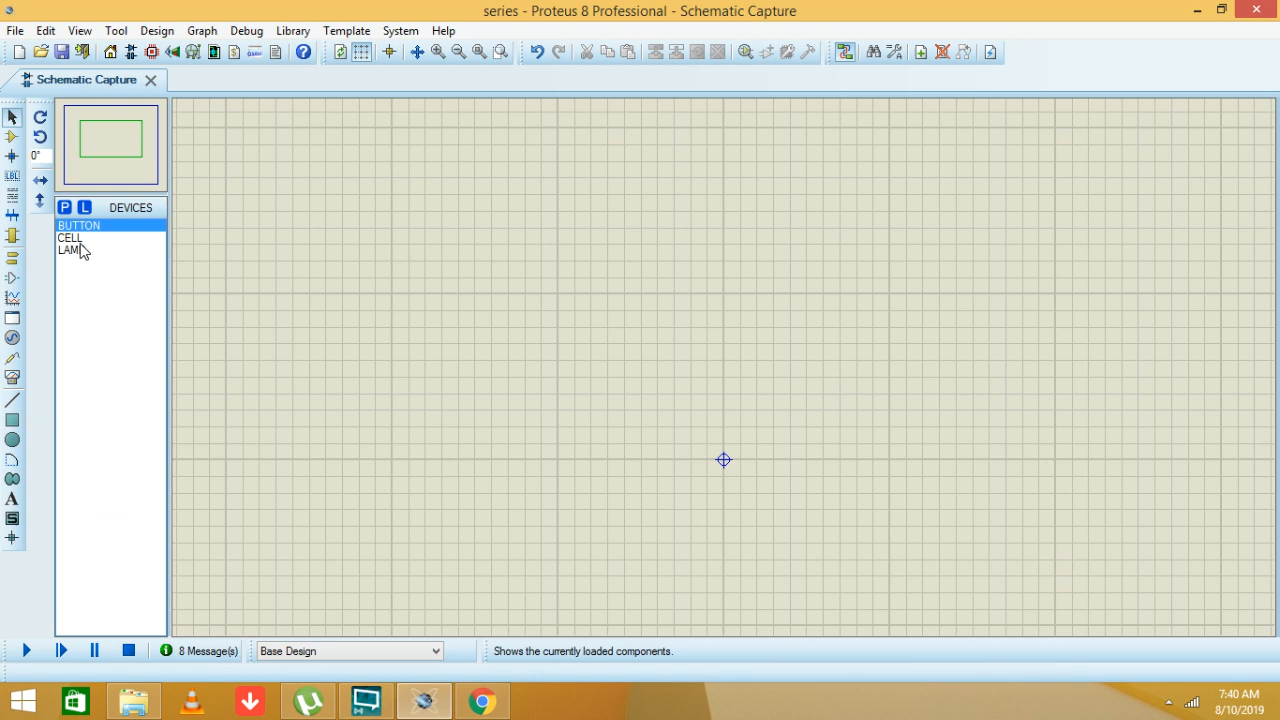 series - Proteus 8 Professional - Schematic Capture
File Edit View Tool Design Graph Debug Library Template System Help
Schematic Capture
0°
LBL
P L DEVICES
BUTTON
CELL
A
S
8 Message(s) Base Design Shows the currently loaded components.
7:40 AM
8/10/2019